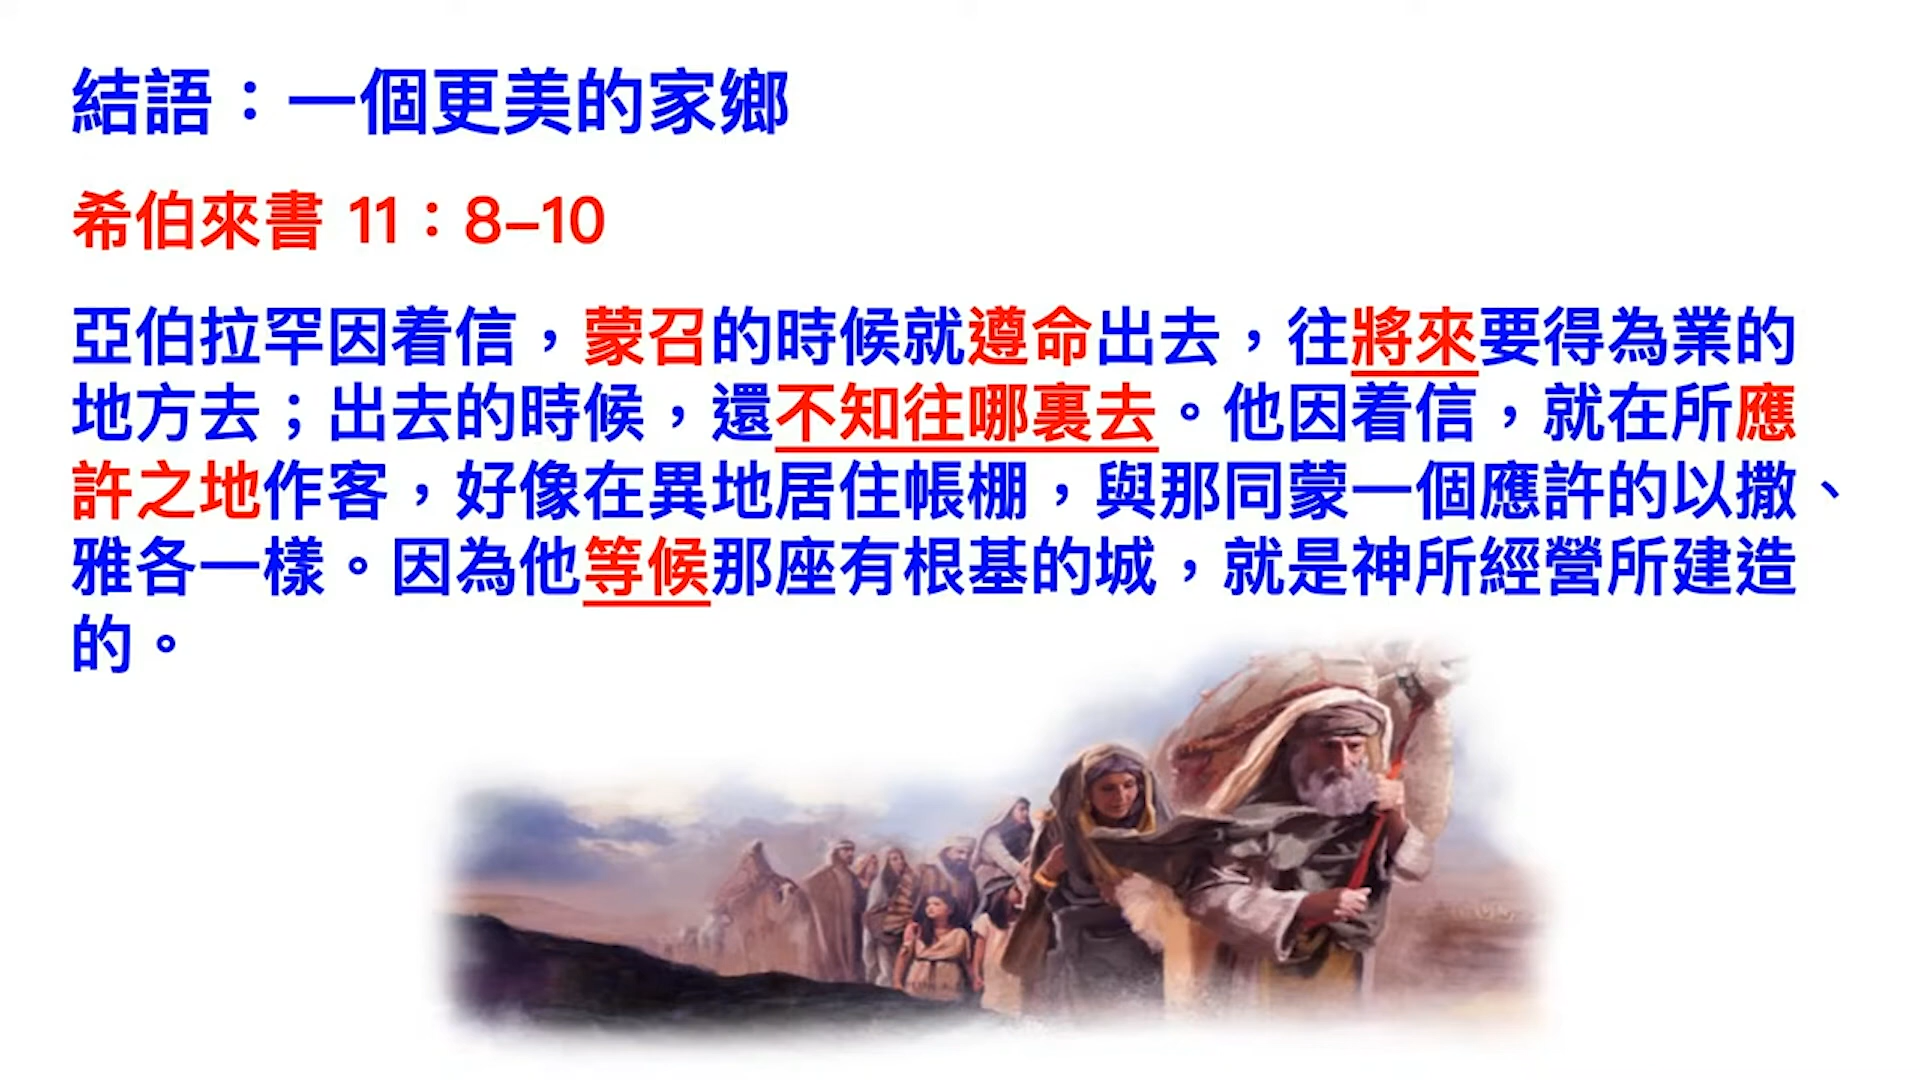 結語：一個更美的家鄉
希伯來書 11：8–10
亞伯拉罕因着信，蒙召的時候就遵命出去，往將來要得為業的
地方去；出去的時候，還不知往哪裏去。他因着信，就在所應
許之地作客，好像在異地居住帳棚，與那同蒙一個應許的以撒、
雅各一樣。因為他等候那座有根基的城，就是神所經營所建造
的。